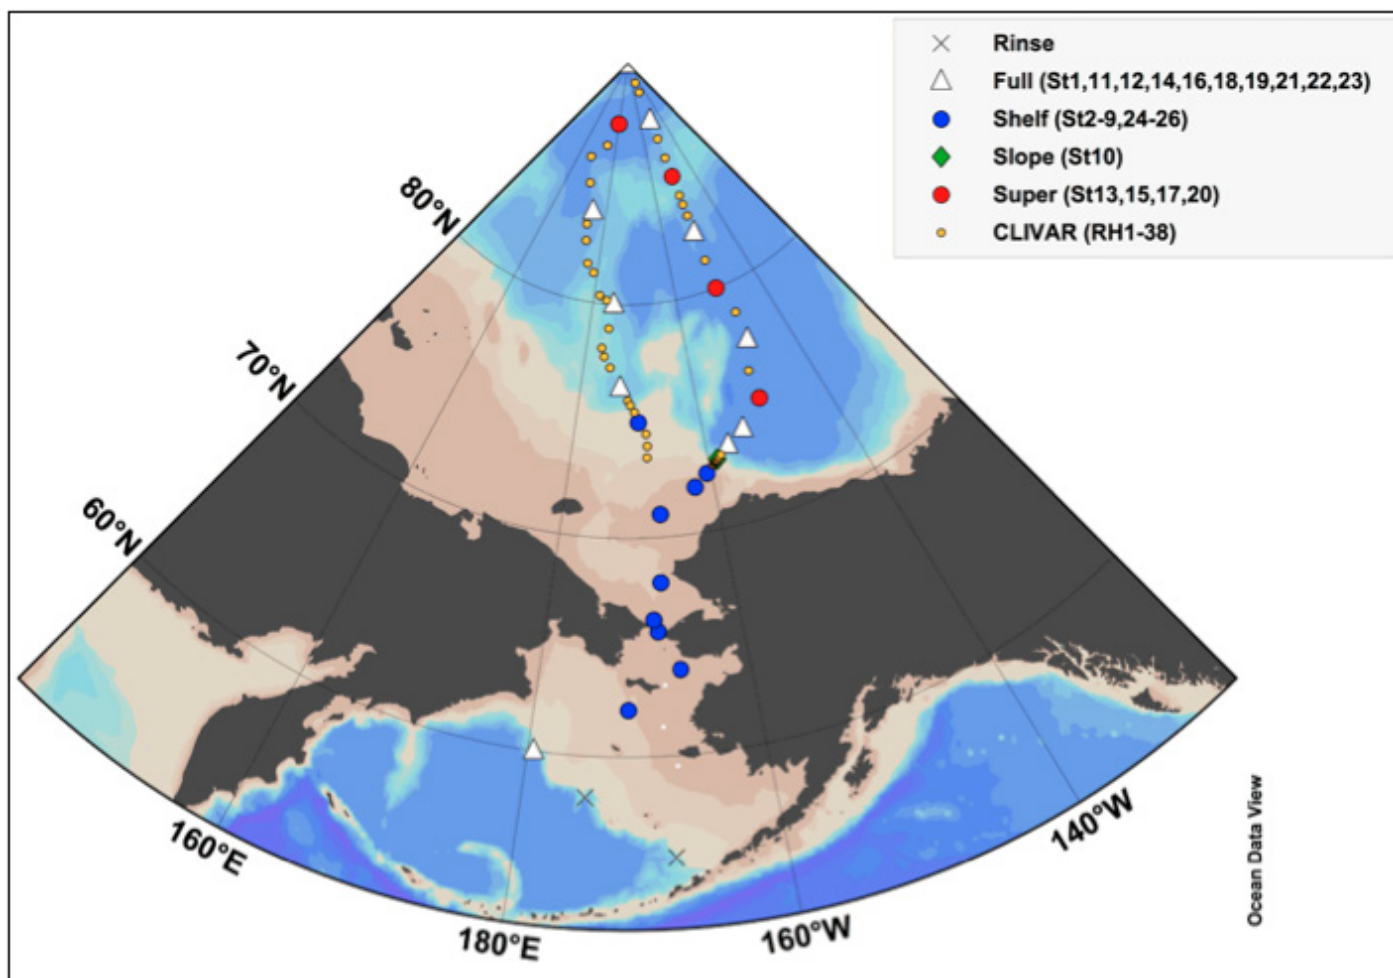 Rinse
Full (St1,11,12,14,16,18,19,21,22,23)
Shelf (St2-9,24-26)
Slope (St10)
Super (St13,15,17,20)
CLIVAR (RH1-38)
80°N
70°N
60°N
160°E
180°E
160°W
140°W
Ocean Data View